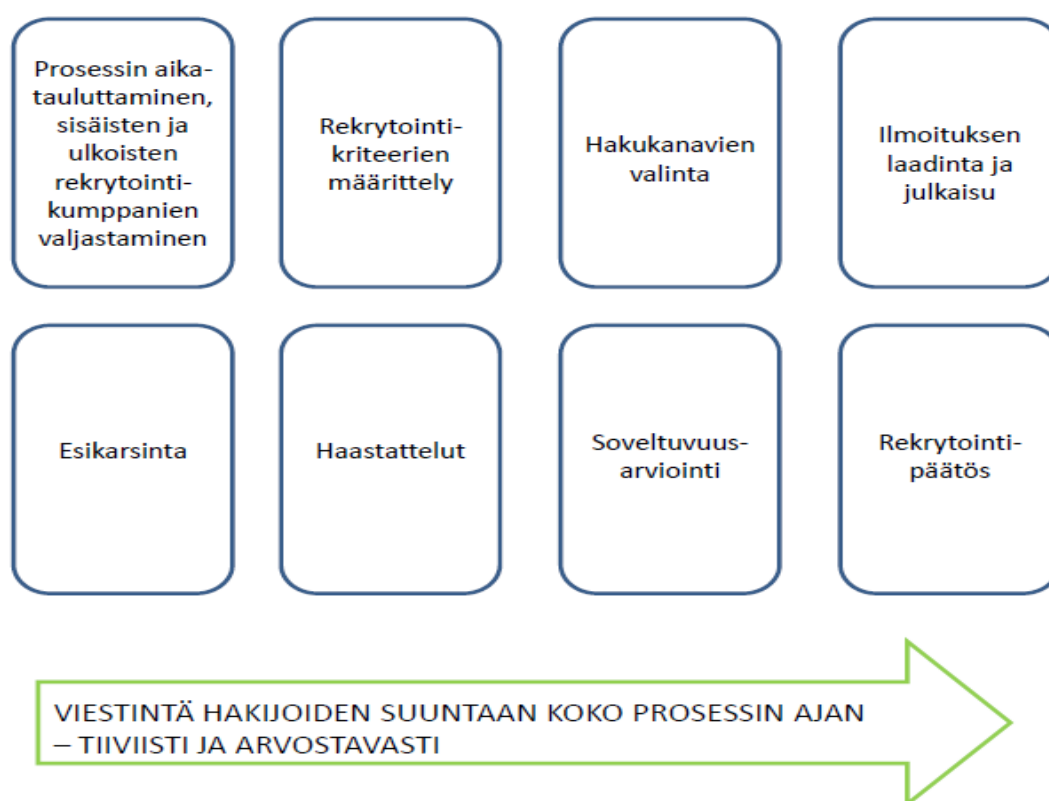 Prosessin aika-
tauluttaminen,
sisäisten ja
ulkoisten
rekrytointi-
kumppanien
valjastaminen
Rekrytointi-
kriteerien
määrittely
Hakukanavien
valinta
Ilmoituksen
laadinta ja
julkaisu
Esikarsinta
Haastattelut
Soveltuvuus-
arviointi
Rekrytointi-
päätös
VIESTINTÄ HAKIJOIDEN SUUNTAAN KOKO PROSESSIN AJAN
– TIIVIISTI JA ARVOSTAVASTI